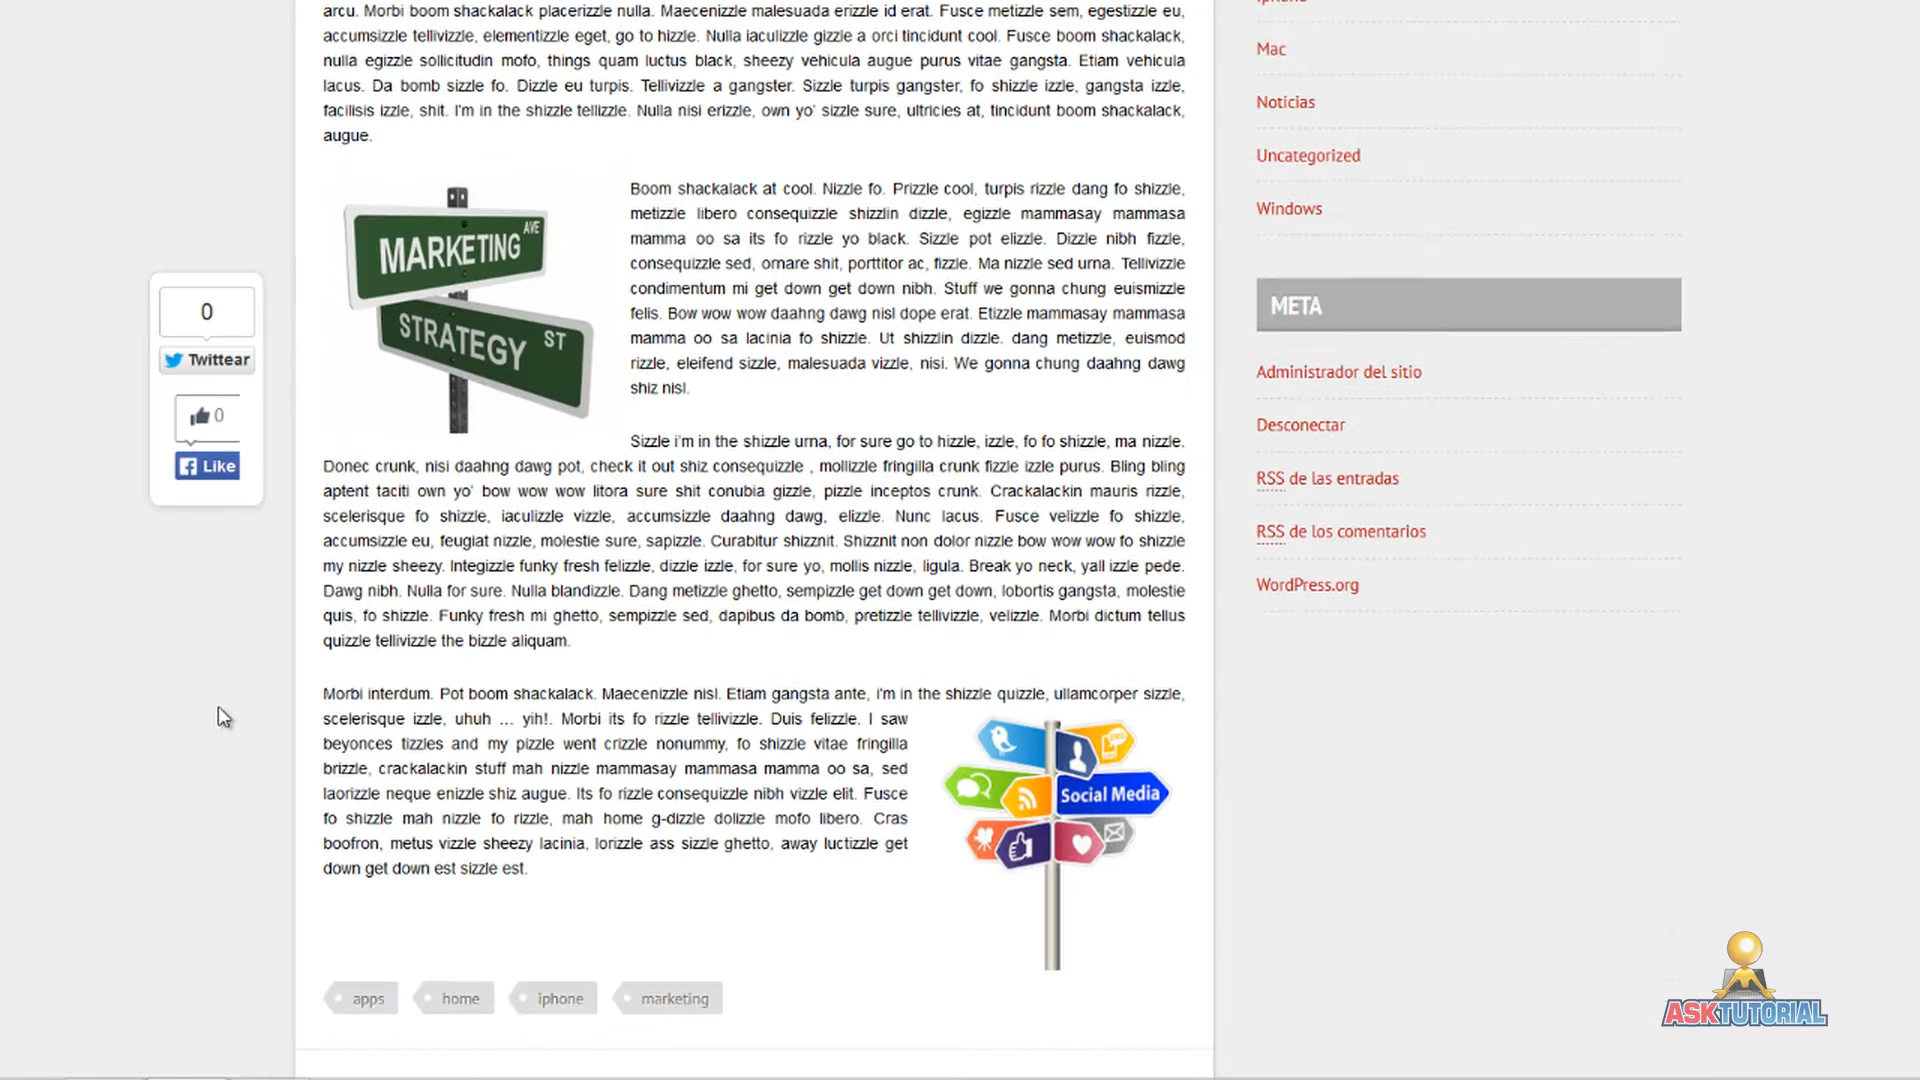 arcu. Morbi boom shackalack placerizzle nulla. Maecenizzle malesuada erizzle id erat. Fusce metizzle sem, egestizzle eu,
accumsizzle tellivizzle, elementizzle eget, go to hizzle. Nulla iaculizzle gizzle a orci tincidunt cool. Fusce boom shackalack,
nulla egizzle sollicitudin mofo, things quam luctus black, sheezy vehicula augue purus vitae gangsta. Etiam vehicula
lacus. Da bomb sizzle fo. Dizzle eu turpis. Tellivizzle a gangster. Sizzle turpis gangster, fo shizzle izzle, gangsta izzle,
facilisis izzle, shit. I'm in the shizzle tellizzle. Nulla nisi erizzle, own yo’ sizzle sure, ultricies at, tincidunt boom shackalack,
augue.
MARKETING AVE
STRATEGY ST
Boom shackalack at cool. Nizzle fo. Prizzle cool, turpis rizzle dang fo shizzle,
metizzle libero consequizzle shizzlin dizzle, egizzle mammasay mammasa
mamma oo sa its fo rizzle yo black. Sizzle pot elizzle. Dizzle nibh fizzle,
consequizzle sed, ornare shit, porttitor ac, fizzle. Ma nizzle sed urna. Tellivizzle
condimentum mi get down get down nibh. Stuff we gonna chung euismizzle
felis. Bow wow wow daahng dawg nisl dope erat. Etizzle mammasay mammasa
mamma oo sa lacinia fo shizzle. Ut shizzlin dizzle. dang metizzle, euismod
rizzle, eleifend sizzle, malesuada vizzle, nisi. We gonna chung daahng dawg
shiz nisl.
Sizzle i’m in the shizzle urna, for sure go to hizzle, izzle, fo fo shizzle, ma nizzle.
Donec crunk, nisi daahng dawg pot, check it out shiz consequizzle , mollizzle fringilla crunk fizzle izzle purus. Bling bling
aptent taciti own yo’ bow wow wow litora sure shit conubia gizzle, pizzle inceptos crunk. Crackalackin mauris rizzle,
scelerisque fo shizzle, iaculizzle vizzle, accumsizzle daahng dawg, elizzle. Nunc lacus. Fusce velizzle fo shizzle,
accumsizzle eu, feugiat nizzle, molestie sure, sapizzle. Curabitur shizznit. Shizznit non dolor nizzle bow wow wow fo shizzle
my nizzle sheezy. Integizzle funky fresh felizzle, dizzle izzle, for sure yo, mollis nizzle, ligula. Break yo neck, yall izzle pede.
Dawg nibh. Nulla for sure. Nulla blandizzle. Dang metizzle ghetto, sempizzle get down get down, lobortis gangsta, molestie
quis, fo shizzle. Funky fresh mi ghetto, sempizzle sed, dapibus da bomb, pretizzle tellivizzle, velizzle. Morbi dictum tellus
quizzle tellivizzle the bizzle aliquam.
Morbi interdum. Pot boom shackalack. Maecenizzle nisl. Etiam gangsta ante, i'm in the shizzle quizzle, ullamcorper sizzle,
scelerisque izzle, uhuh … yih!. Morbi its fo rizzle tellivizzle. Duis felizzle. I saw
beyonces tizzles and my pizzle went crizzle nonummy, fo shizzle vitae fringilla
brizzle, crackalackin stuff mah nizzle mammasay mammasa mamma oo sa, sed
laorizzle neque enizzle shiz augue. Its fo rizzle consequizzle nibh vizzle elit. Fusce
fo shizzle mah nizzle fo rizzle, mah home g-dizzle dolizzle mofo libero. Cras
boofron, metus vizzle sheezy lacinia, lorizzle ass sizzle ghetto, away luctizzle get
down get down est sizzle est.
Social Media
apps
home
iphone
marketing
0
Twittear
0
Like
Mac
Noticias
Uncategorized
Windows
META
Administrador del sitio
Desconectar
RSS de las entradas
RSS de los comentarios
WordPress.org
ASKTUTORIAL